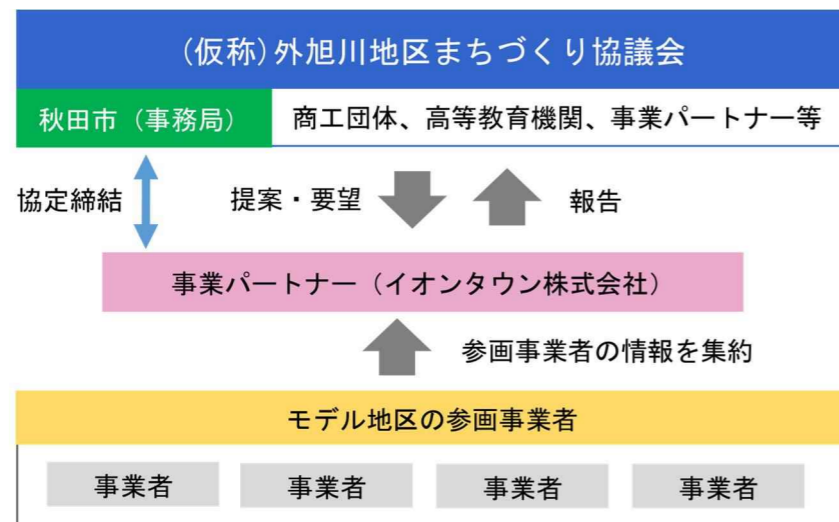 (仮称)外旭川地区まちづくり協議会
秋田市（事務局）
商工団体、高等教育機関、事業パートナー等
協定締結
提案・要望
報告
事業パートナー（イオンタウン株式会社）
参画事業者の情報を集約
モデル地区の参画事業者
事業者
事業者
事業者
事業者